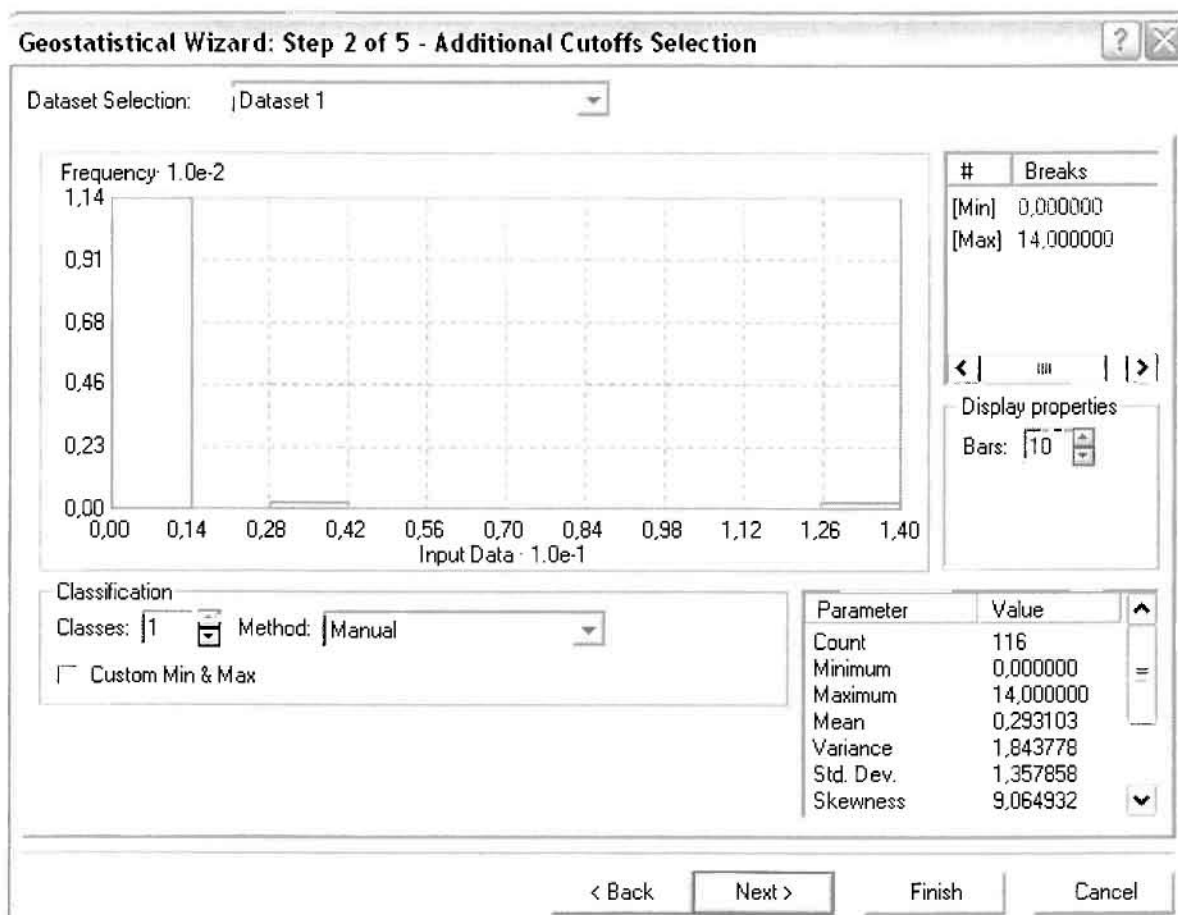 Geostatistical Wizard: Step 2 of 5 - Additional Cutoffs Selection
Dataset Selection: Dataset 1
Frequency · 1.0e-2
1,14
0,91
0,68
0,46
0,23
0,00
0,00 0,14 0,28 0,42 0,56 0,70 0,84 0,98 1,12 1,26 1,40
Input Data · 1.0e-1
# Breaks
[Min] 0,000000
[Max] 14,000000
Display properties
Bars: 10
Classification
Classes: 1 Method: Manual
Custom Min & Max
Parameter Value
Count 116
Minimum 0,000000
Maximum 14,000000
Mean 0,293103
Variance 1,843778
Std. Dev. 1,357858
Skewness 9,064932
< Back Next > Finish Cancel